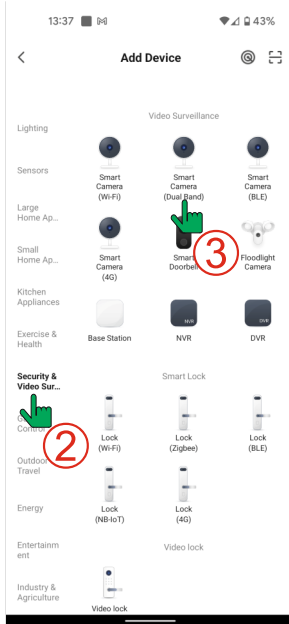 13:37 43%
Add Device
Video Surveillance
Lighting
Sensors
Large
Home Ap...
Small
Home Ap...
Kitchen
Appliances
Exercise &
Health
Security &
Video Sur...
Control
Outdoor
Travel
Energy
Entertainm
ent
Industry &
Agriculture
Smart
Camera
(Wi-Fi)
Smart
Camera
(Dual Band)
Smart
Camera
(BLE)
Smart
Camera
(4G)
Smart
Doorbell
Floodlight
Camera
3
Base Station
NVR
NVR
DVR
DVR
Smart Lock
2
Lock
(Wi-Fi)
Lock
(Zigbee)
Lock
(BLE)
Lock
(NB-IoT)
Lock
(4G)
Video lock
Video lock